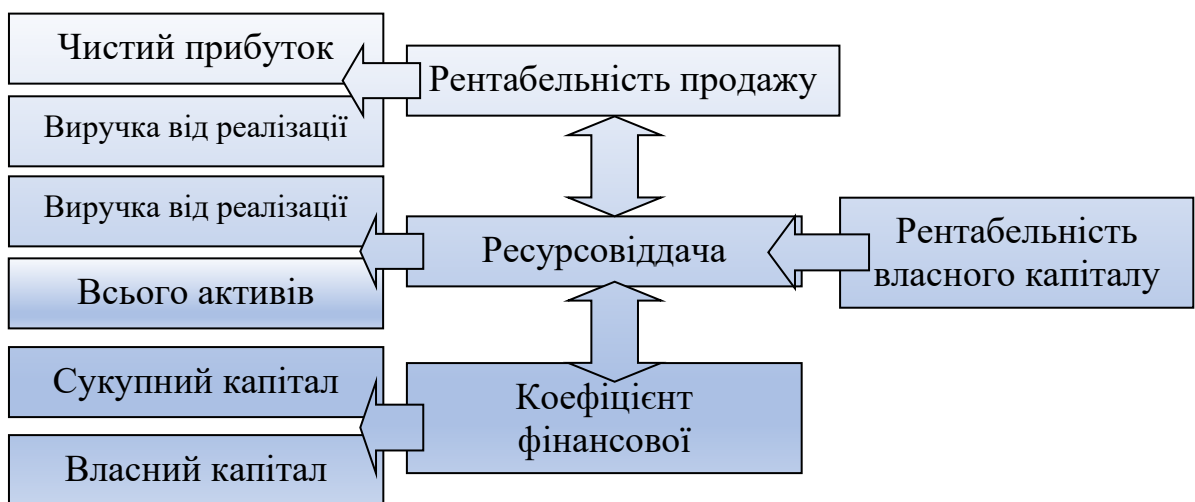 Чистий прибуток
Виручка від реалізації
Виручка від реалізації
Всього активів
Сукупний капітал
Власний капітал
Рентабельність продажу
Ресурсовіддача
Коефіцієнт
фінансової
Рентабельність
власного капіталу